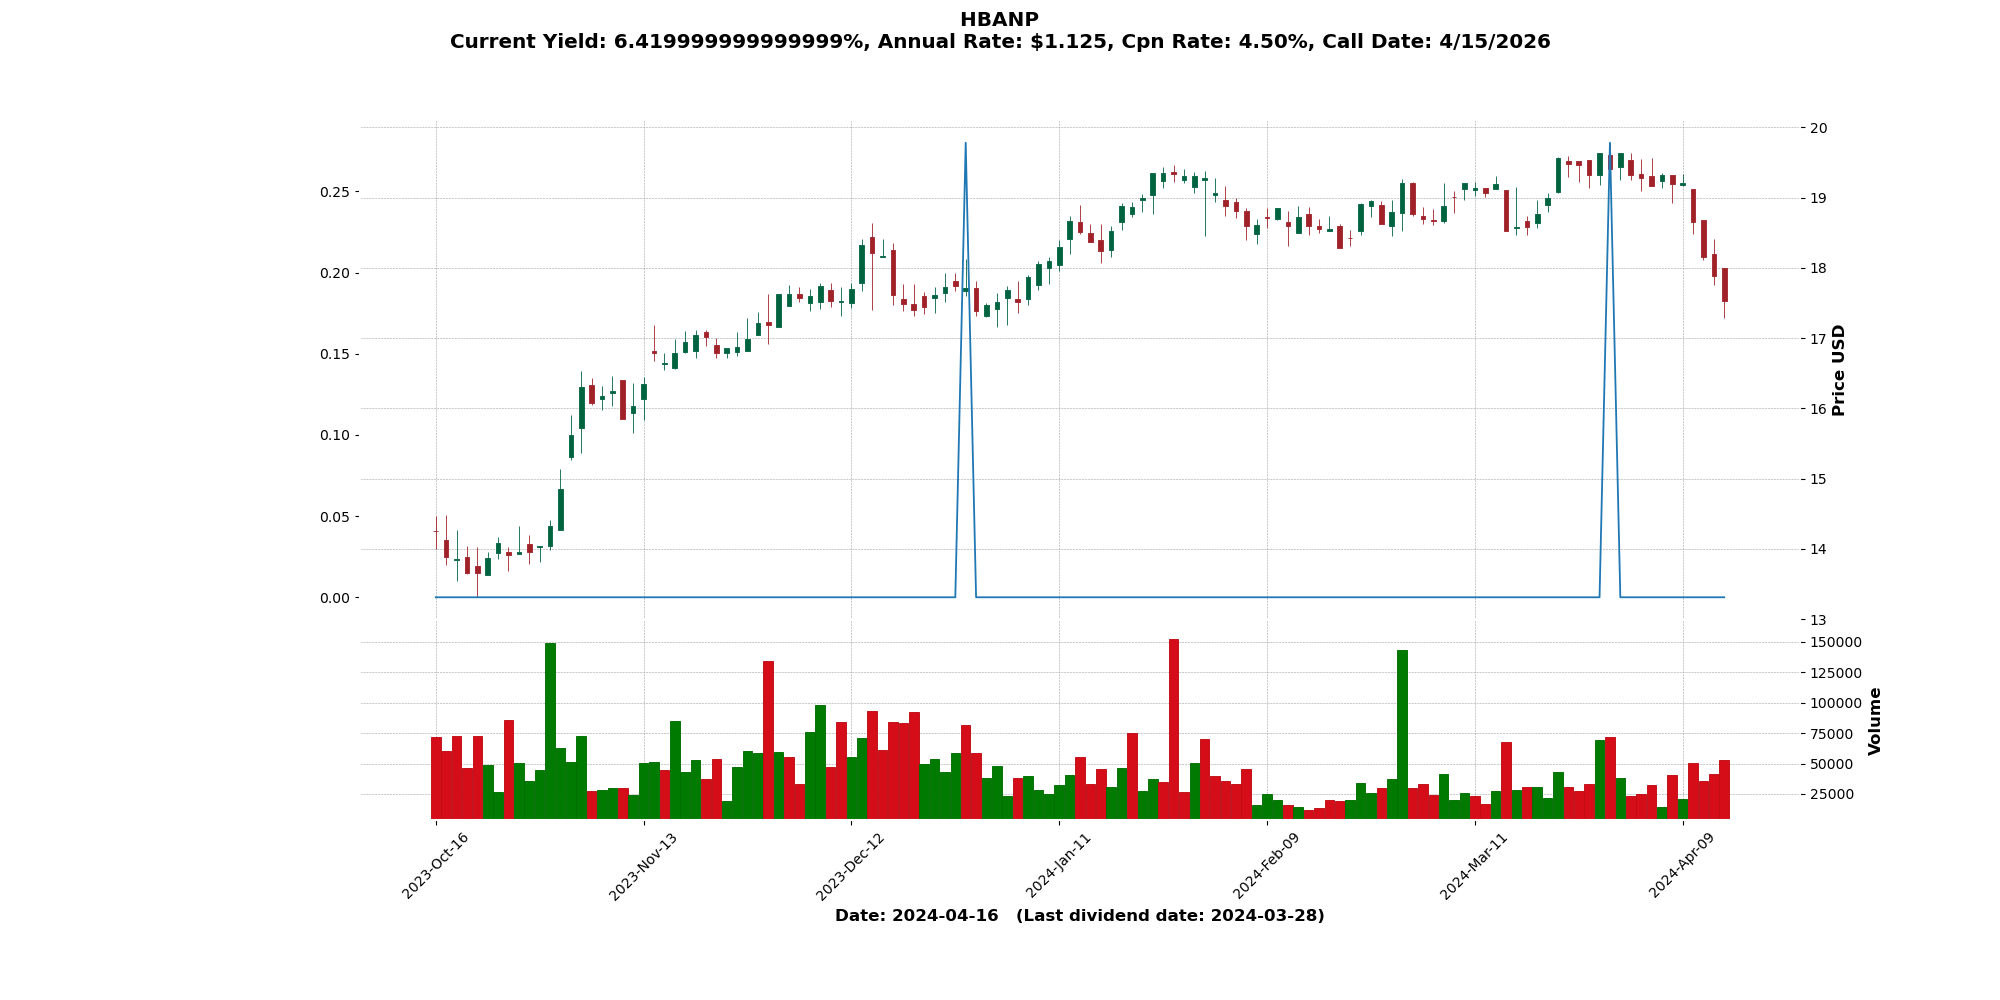 HBANP
Current Yield: 6.419999999999999%, Annual Rate: $1.125, Cpn Rate: 4.50%, Call Date: 4/15/2026
0.25
0.20
0.15
0.10
0.05
0.00
20
19
18
17
16
15
14
13
Price USD
150000
125000
100000
75000
50000
25000
Volume
2023-Oct-16
2023-Nov-13
2023-Dec-12
2024-Jan-11
2024-Feb-09
2024-Mar-11
2024-Apr-09
Date: 2024-04-16 (Last dividend date: 2024-03-28)